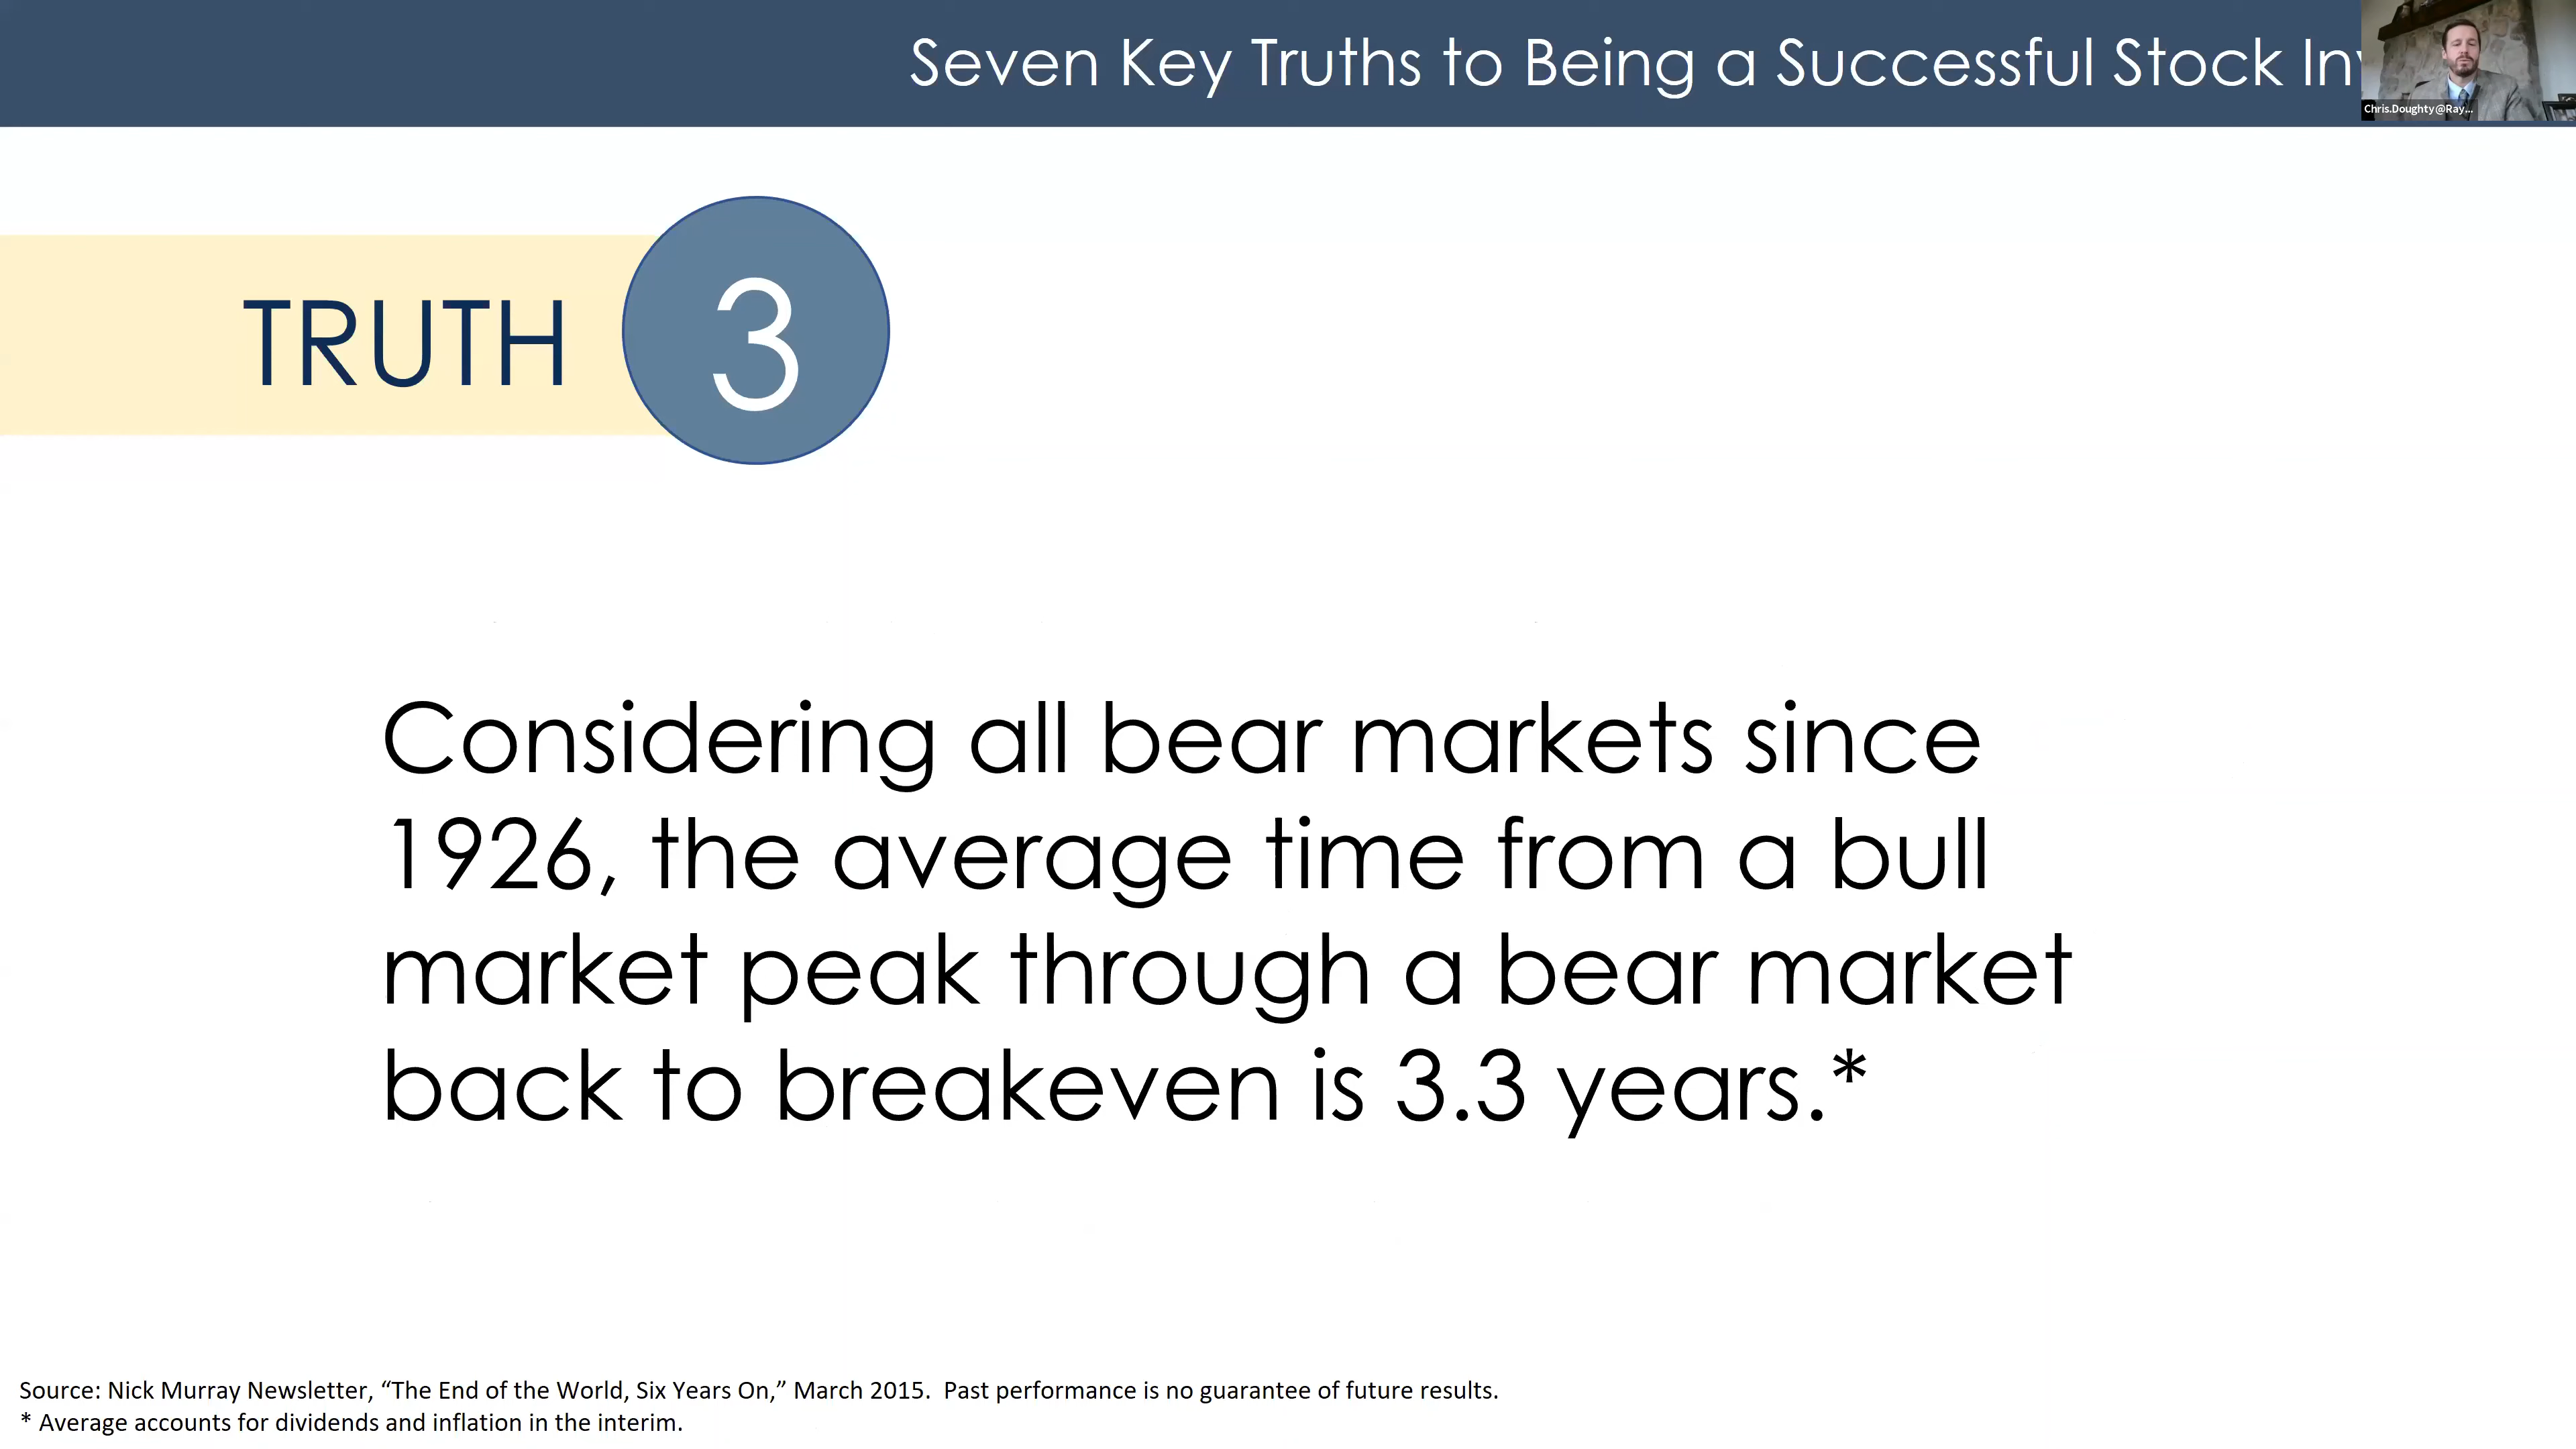 Seven Key Truths to Being a Successful Stock Inv
Chris.Doughty@Ray...
TRUTH 3
Considering all bear markets since
1926, the average time from a bull
market peak through a bear market
back to breakeven is 3.3 years.*
Source: Nick Murray Newsletter, “The End of the World, Six Years On,” March 2015.  Past performance is no guarantee of future results.
* Average accounts for dividends and inflation in the interim.